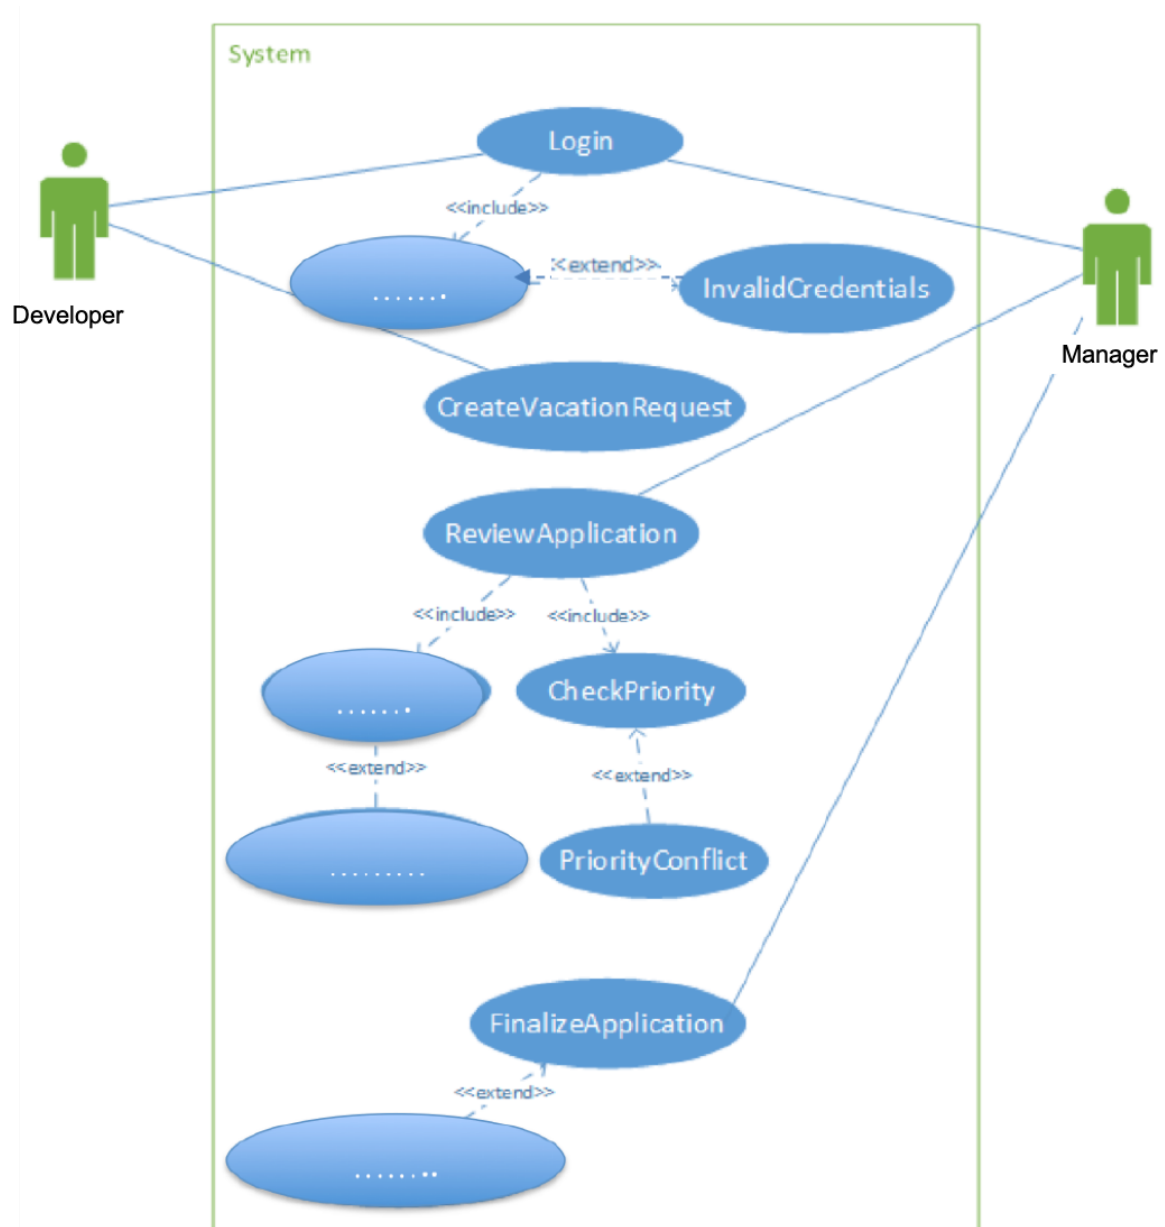 System
Login
<<include>>
<<extend>>
.......
InvalidCredentials
Developer
Manager
CreateVacationRequest
ReviewApplication
<<include>>
<<include>>
.......
CheckPriority
<<extend>>
<<extend>>
.........
PriorityConflict
FinalizeApplication
<<extend>>
........